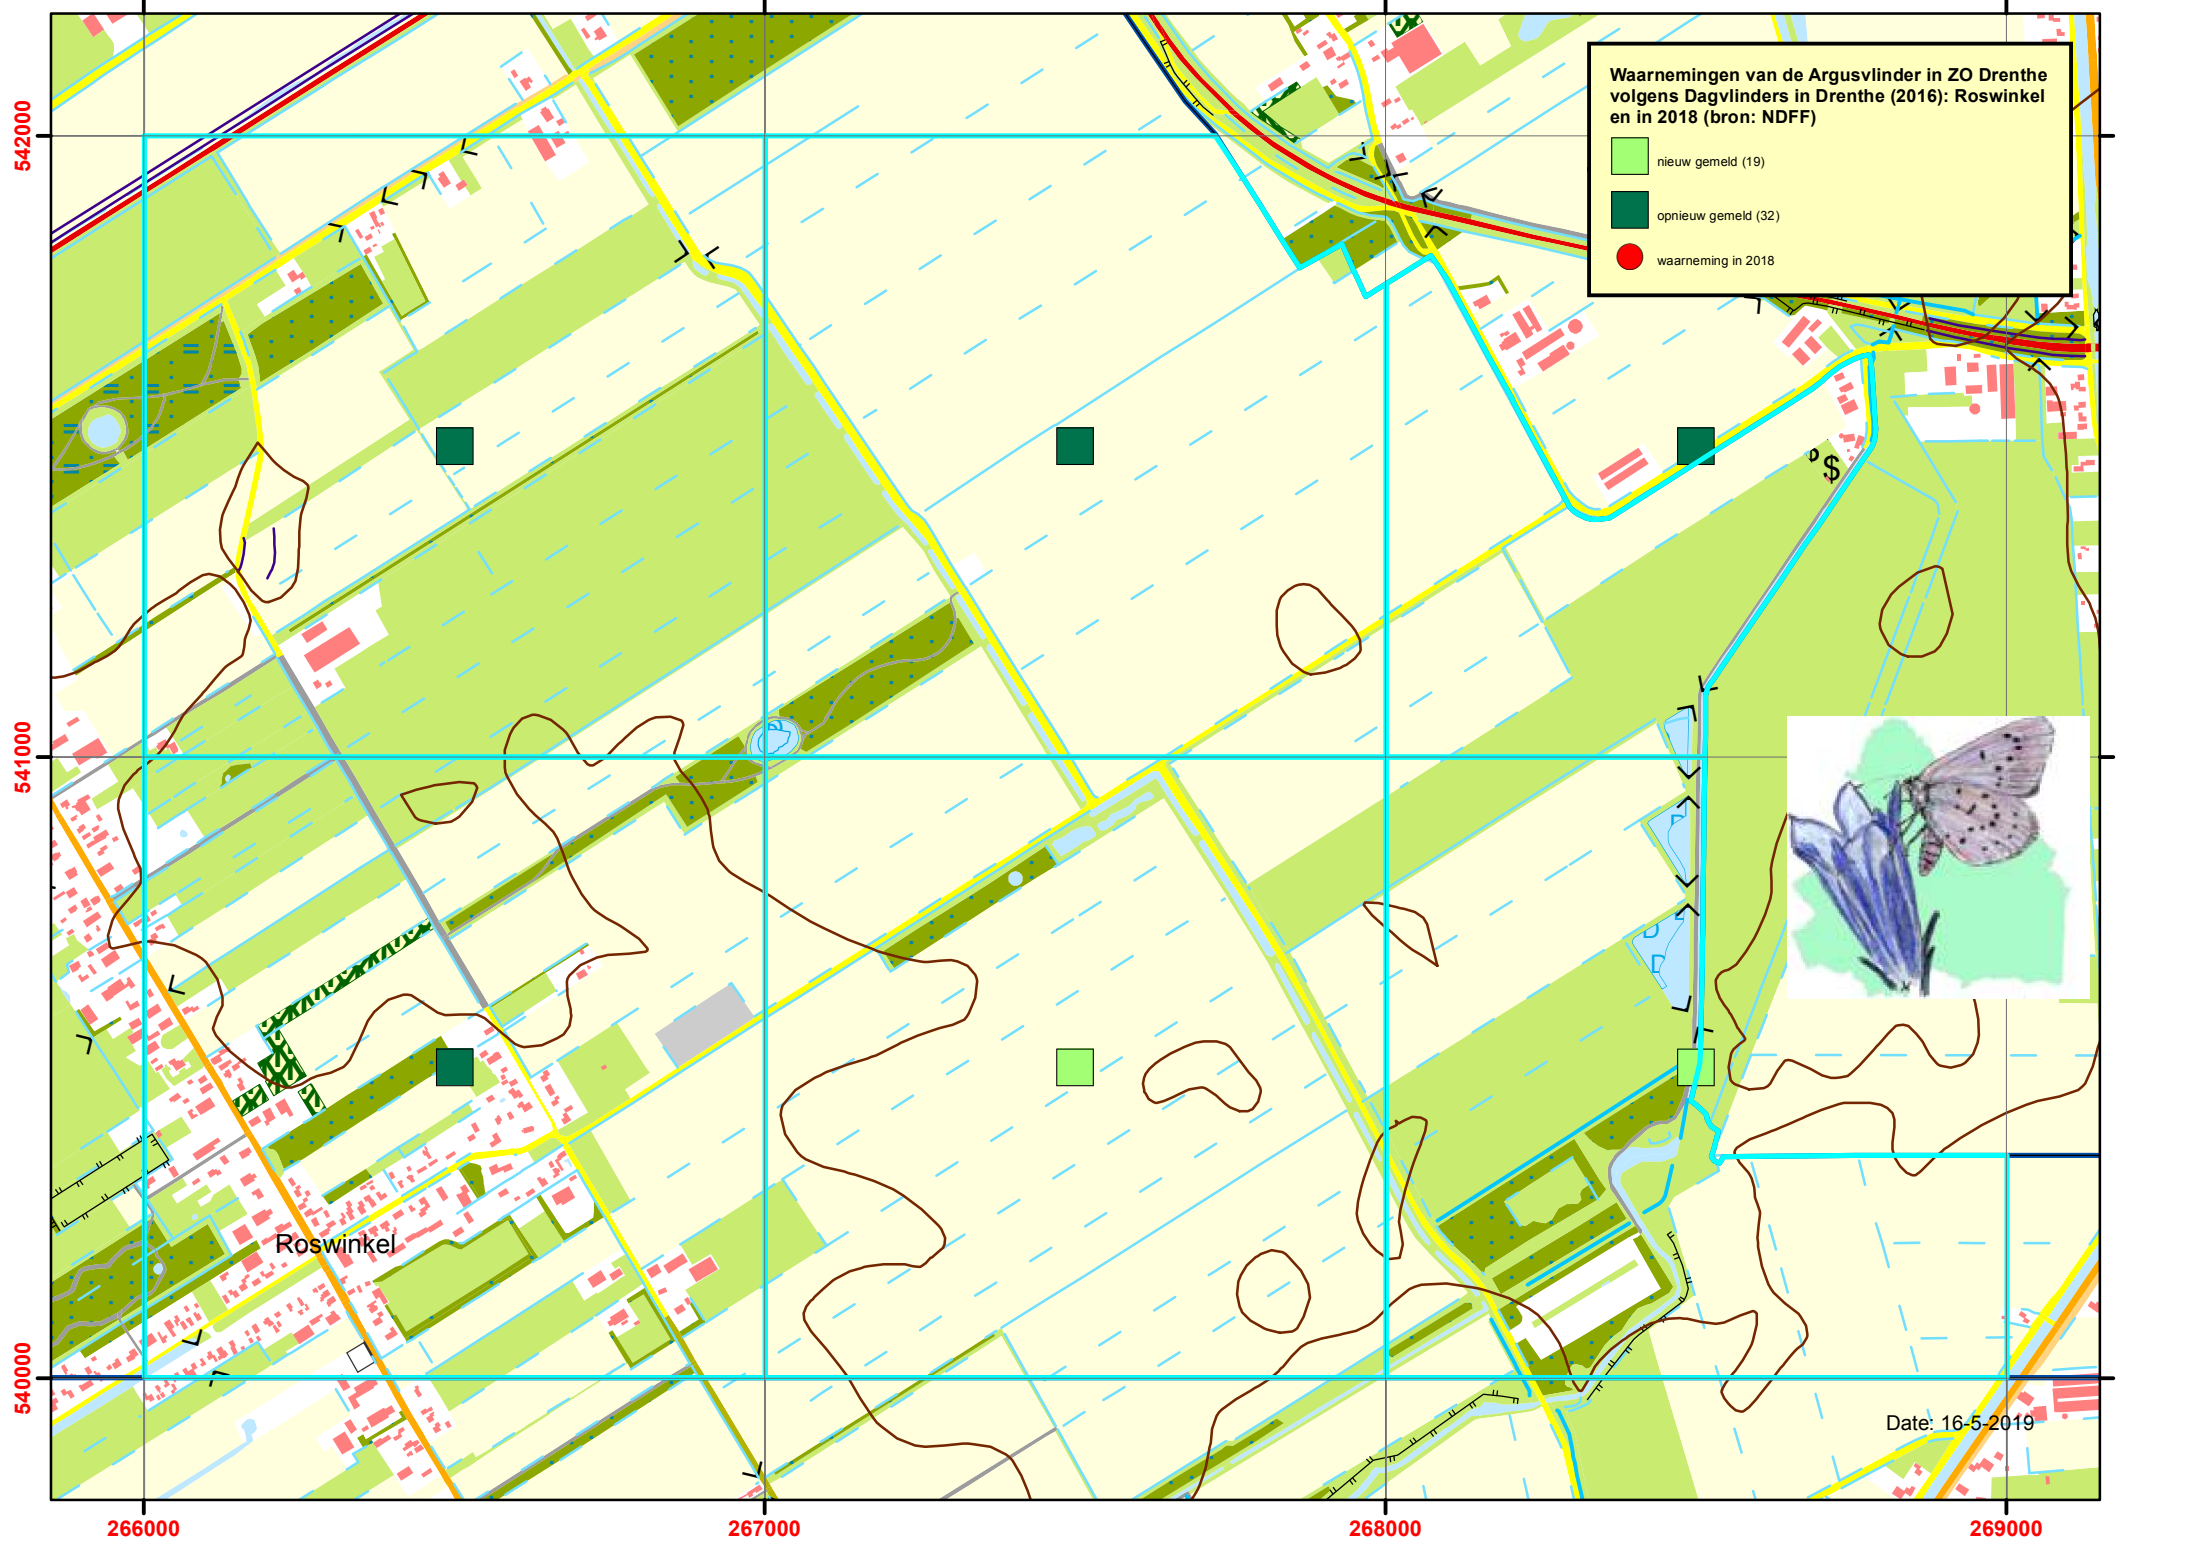 Waarnemingen van de Argusvlinder in ZO Drenthe
volgens Dagvlinders in Drenthe (2016): Roswinkel
en in 2018 (bron: NDFF)
nieuw gemeld (19)
opnieuw gemeld (32)
waarneming in 2018
542000
541000
540000
$
D
D
D
D
Roswinkel
Date: 16-5-2019
266000
267000
268000
269000